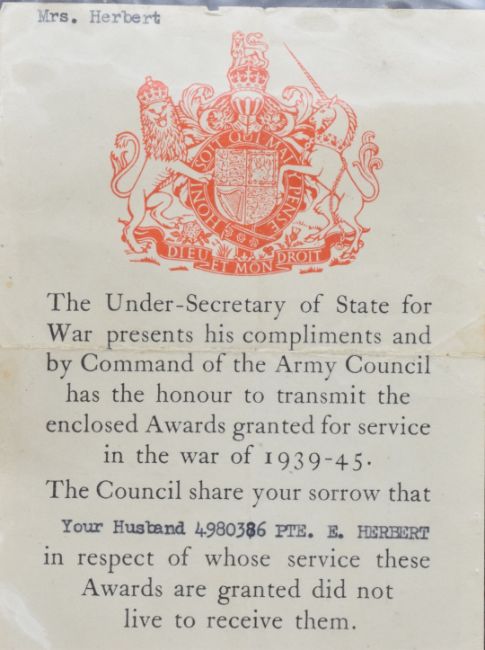 Mrs. Herbert
HONI SOIT QUI MAL Y PENSE
DIEU ET MON DROIT
The Under-Secretary of State for
War presents his compliments and
by Command of the Army Council
has the honour to transmit the
enclosed Awards granted for service
in the war of 1939-45.
The Council share your sorrow that
Your Husband 4980386 PTE. E. HERBERT
in respect of whose service these
Awards are granted did not
live to receive them.